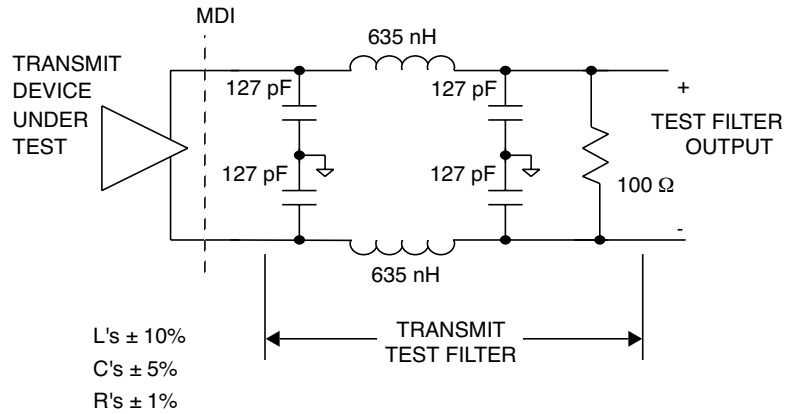 MDI
635 nH
TRANSMIT
DEVICE
UNDER
TEST
127 pF
127 pF
+
TEST FILTER
OUTPUT
127 pF
127 pF
100 Ω
-
635 nH
L's ± 10%
C's ± 5%
R's ± 1%
TRANSMIT
TEST FILTER